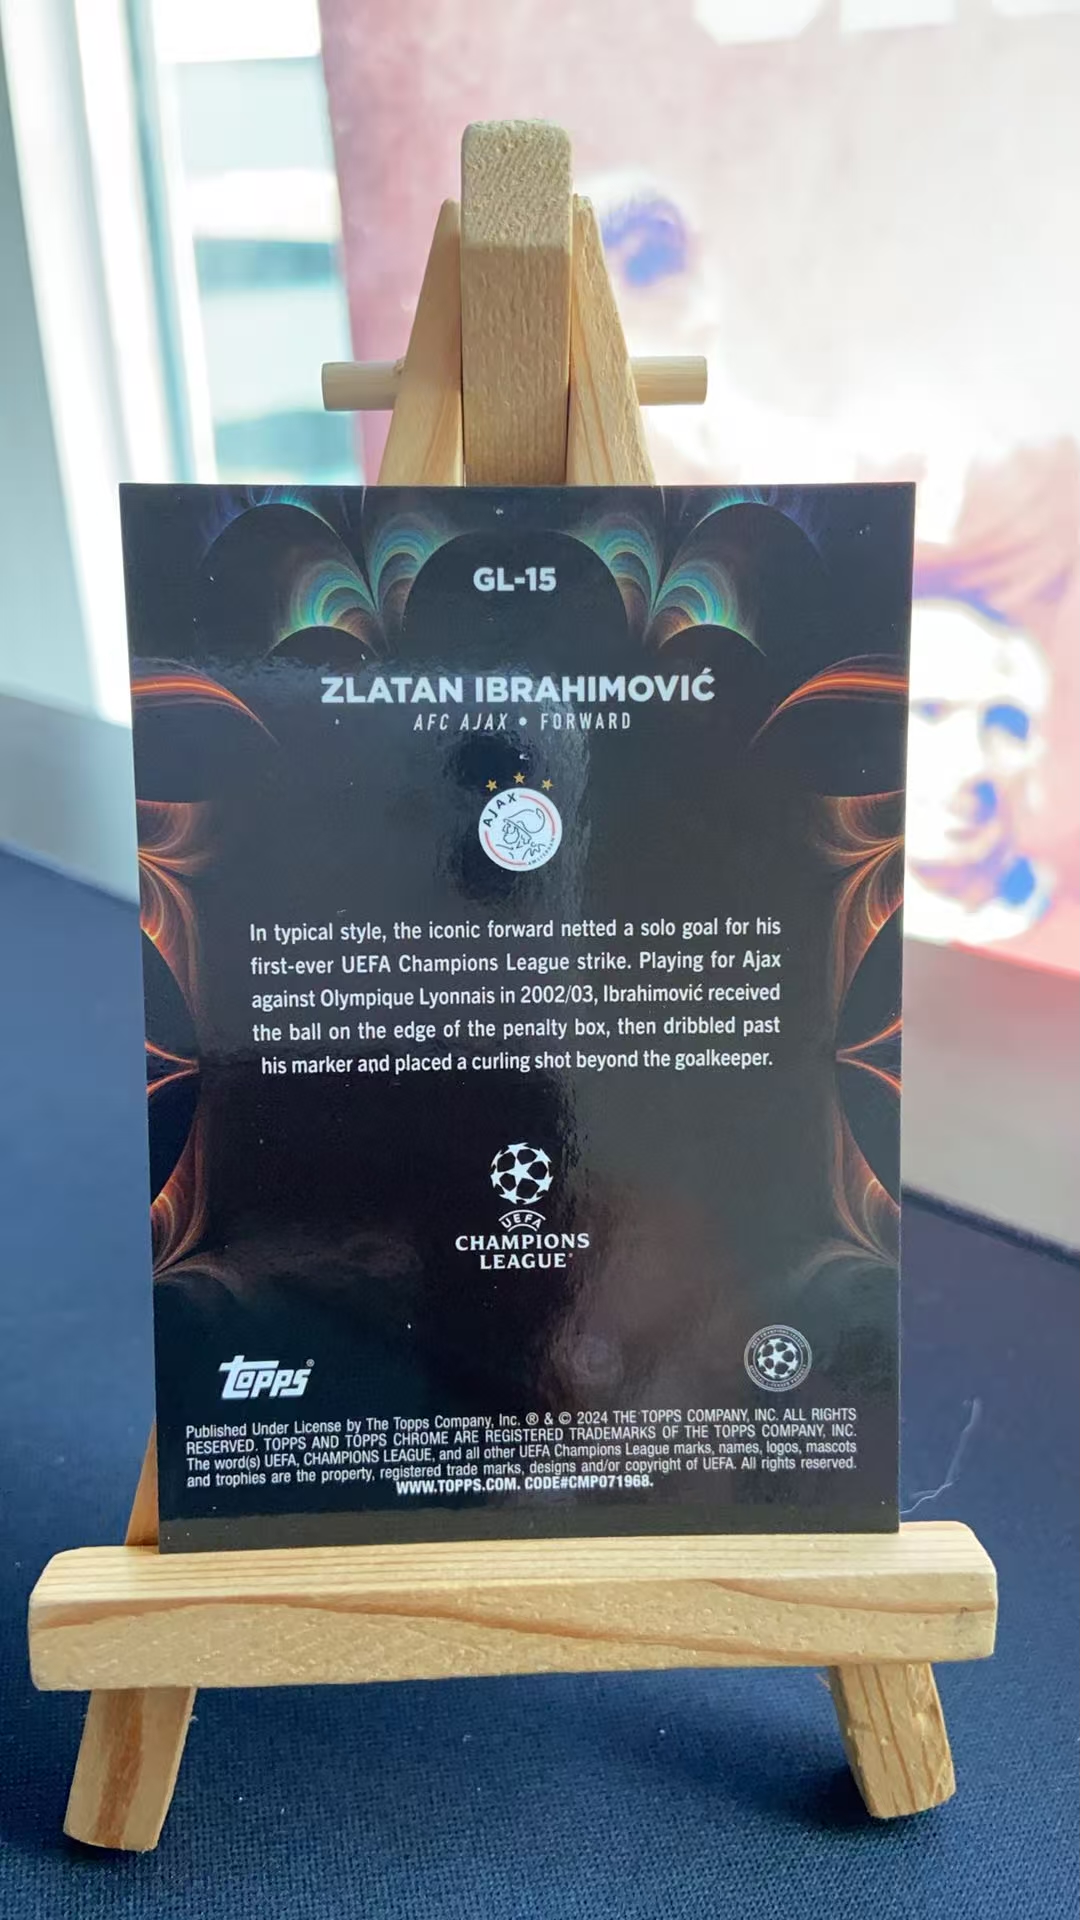 GL-15
ZLATAN IBRAHIMOVIĆ
AFC AJAX • FORWARD
AJAX
AMSTERDAM
In typical style, the iconic forward netted a solo goal for his
first-ever UEFA Champions League strike. Playing for Ajax
against Olympique Lyonnais in 2002/03, Ibrahimović received
the ball on the edge of the penalty box, then dribbled past
his marker and placed a curling shot beyond the goalkeeper.
UEFA
CHAMPIONS
LEAGUE®
topps®
Published Under License by The Topps Company, Inc. ® & © 2024 THE TOPPS COMPANY, INC. ALL RIGHTS
RESERVED. TOPPS AND TOPPS CHROME ARE REGISTERED TRADEMARKS OF THE TOPPS COMPANY, INC.
The word(s) UEFA, CHAMPIONS LEAGUE, and all other UEFA Champions League marks, names, logos, mascots
and trophies are the property, registered trade marks, designs and/or copyright of UEFA. All rights reserved.
WWW.TOPPS.COM. CODE#CMP071968.